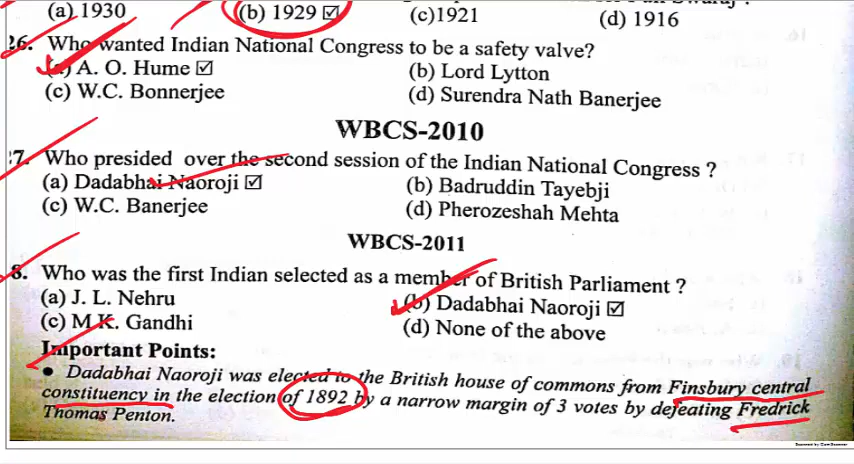 (a) 1930 (b) 1929 ☑ (c)1921 (d) 1916
26. Who wanted Indian National Congress to be a safety valve?
(a) A. O. Hume ☑ (b) Lord Lytton
(c) W.C. Bonnerjee (d) Surendra Nath Banerjee
WBCS-2010
27. Who presided over the second session of the Indian National Congress ?
(a) Dadabhai Naoroji ☑ (b) Badruddin Tayebji
(c) W.C. Banerjee (d) Pherozeshah Mehta
WBCS-2011
8. Who was the first Indian selected as a member of British Parliament ?
(a) J. L. Nehru (b) Dadabhai Naoroji ☑
(c) M.K. Gandhi (d) None of the above
Important Points:
● Dadabhai Naoroji was elected to the British house of commons from Finsbury central
constituency in the election of 1892 by a narrow margin of 3 votes by defeating Fredrick
Thomas Penton.